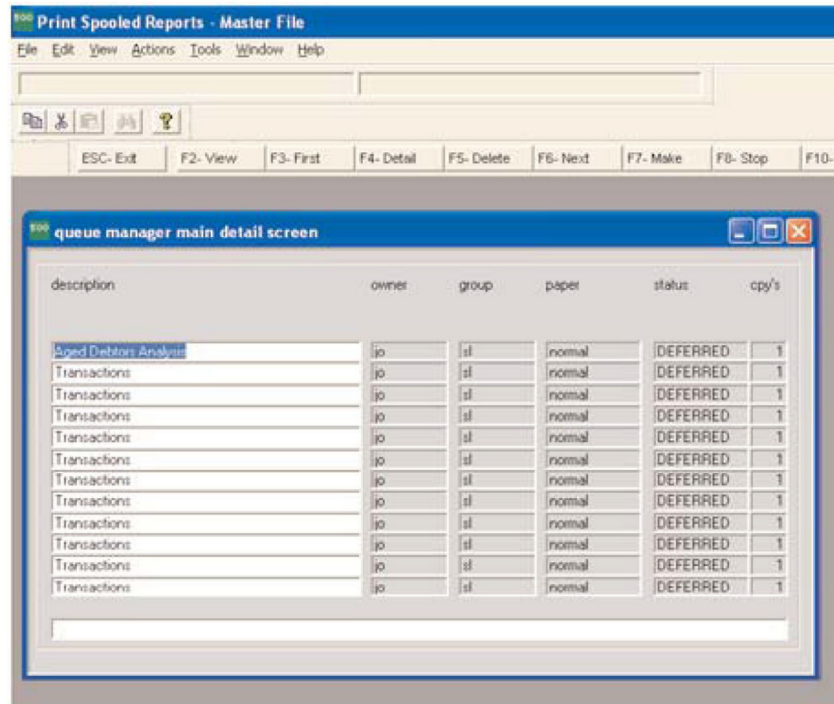 500 Print Spooled Reports - Master File
File Edit View Actions Tools Window Help
ESC- Exit F2- View F3- First F4- Detail F5- Delete F6- Next F7- Make F8- Stop F10-
500 queue manager main detail screen
description owner group paper status cpy's
Aged Debtors Analysis jo sl normal DEFERRED 1
Transactions jo sl normal DEFERRED 1
Transactions jo sl normal DEFERRED 1
Transactions jo sl normal DEFERRED 1
Transactions jo sl normal DEFERRED 1
Transactions jo sl normal DEFERRED 1
Transactions jo sl normal DEFERRED 1
Transactions jo sl normal DEFERRED 1
Transactions jo sl normal DEFERRED 1
Transactions jo sl normal DEFERRED 1
Transactions jo sl normal DEFERRED 1
Transactions jo sl normal DEFERRED 1